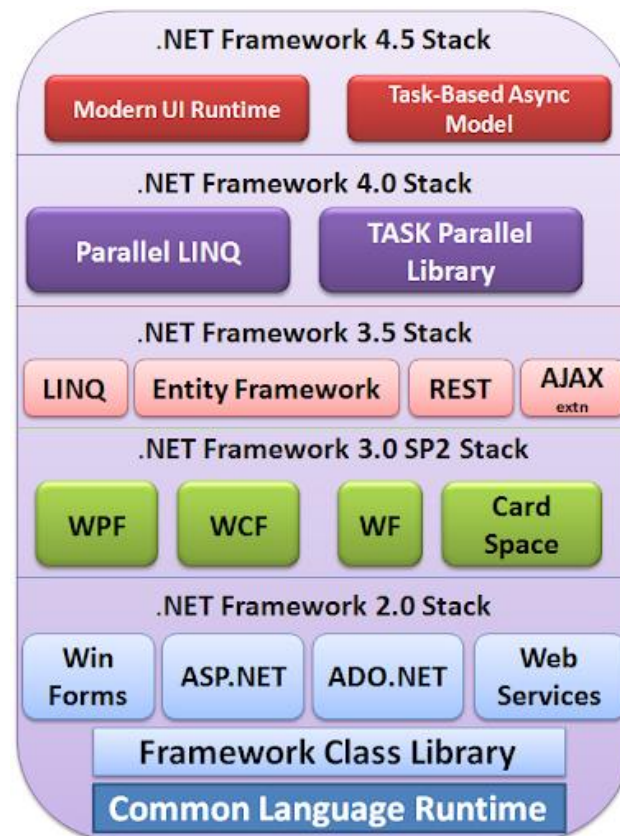 .NET Framework 4.5 Stack
Modern UI Runtime
Task-Based Async
Model
.NET Framework 4.0 Stack
Parallel LINQ
TASK Parallel
Library
.NET Framework 3.5 Stack
LINQ
Entity Framework
REST
AJAX
extn
.NET Framework 3.0 SP2 Stack
WPF
WCF
WF
Card
Space
.NET Framework 2.0 Stack
Win
Forms
ASP.NET
ADO.NET
Web
Services
Framework Class Library
Common Language Runtime